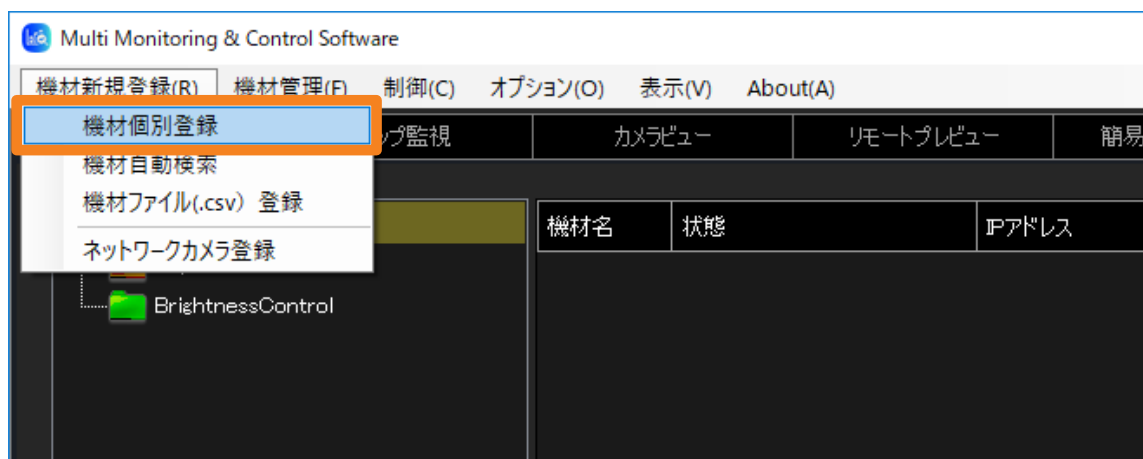 Multi Monitoring & Control Software
機材新規登録(R) 機材管理(F) 制御(C) オプション(O) 表示(V) About(A)
機材個別登録
機材自動検索
機材ファイル(.csv) 登録
ネットワークカメラ登録
ップ監視 カメラビュー リモートプレビュー 簡易
機材名 状態 IPアドレス
BrightnessControl